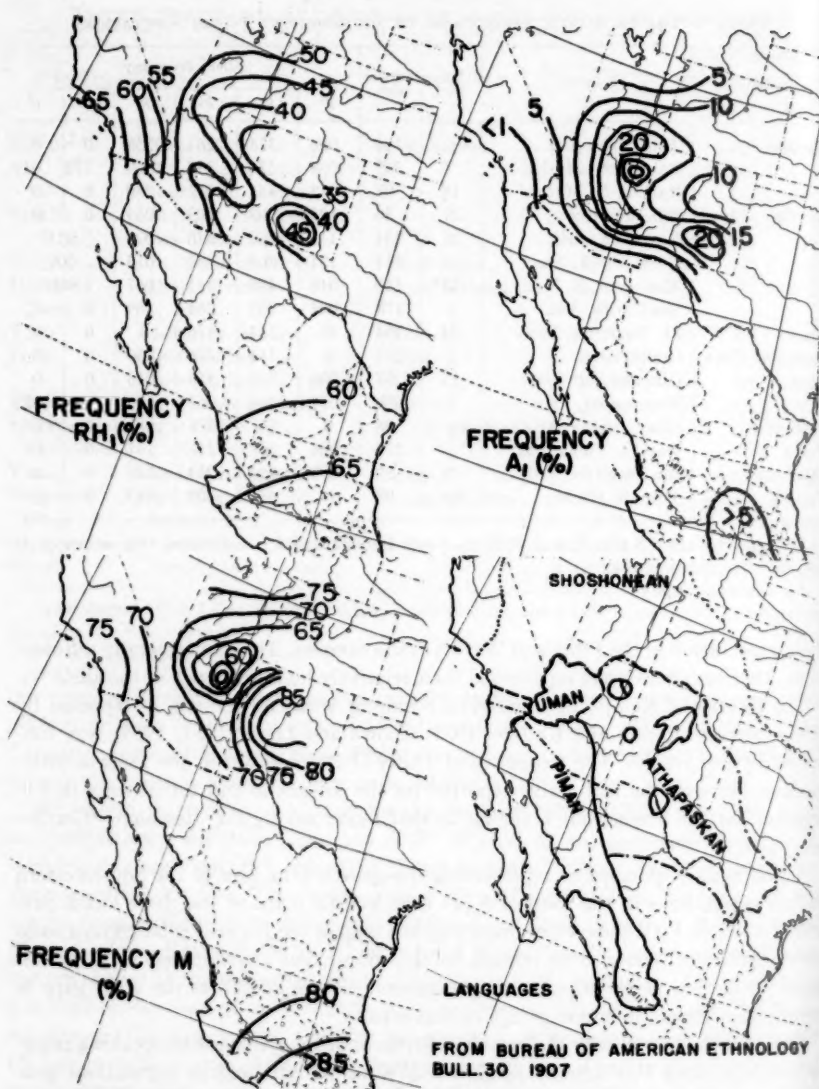 50
45
40
55
60
65
35
40
45
60
65
FREQUENCY
RH₁(%)
5
10
<1
5
20
10
15
20
>5
FREQUENCY
A₁ (%)
75
70
65
75
70
60
85
70 75 80
80
>85
FREQUENCY M
(%)
SHOSHONEAN
YUMAN
PIMAN
ATHAPASKAN
LANGUAGES
FROM BUREAU OF AMERICAN ETHNOLOGY
BULL.30 1907